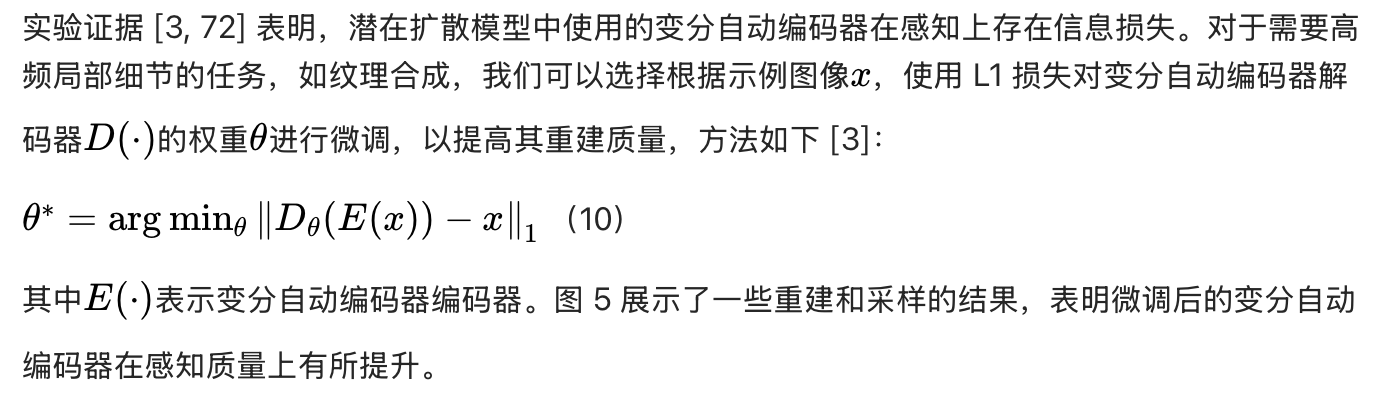 实验证据 [3, 72] 表明，潜在扩散模型中使用的变分自动编码器在感知上存在信息损失。对于需要高
频局部细节的任务，如纹理合成，我们可以选择根据示例图像x，使用 L1 损失对变分自动编码器解
码器D(·)的权重θ进行微调，以提高其重建质量，方法如下 [3]：
θ* = arg min_θ ‖D_θ(E(x)) − x‖_1 （10）
其中E(·)表示变分自动编码器编码器。图 5 展示了一些重建和采样的结果，表明微调后的变分自动
编码器在感知质量上有所提升。